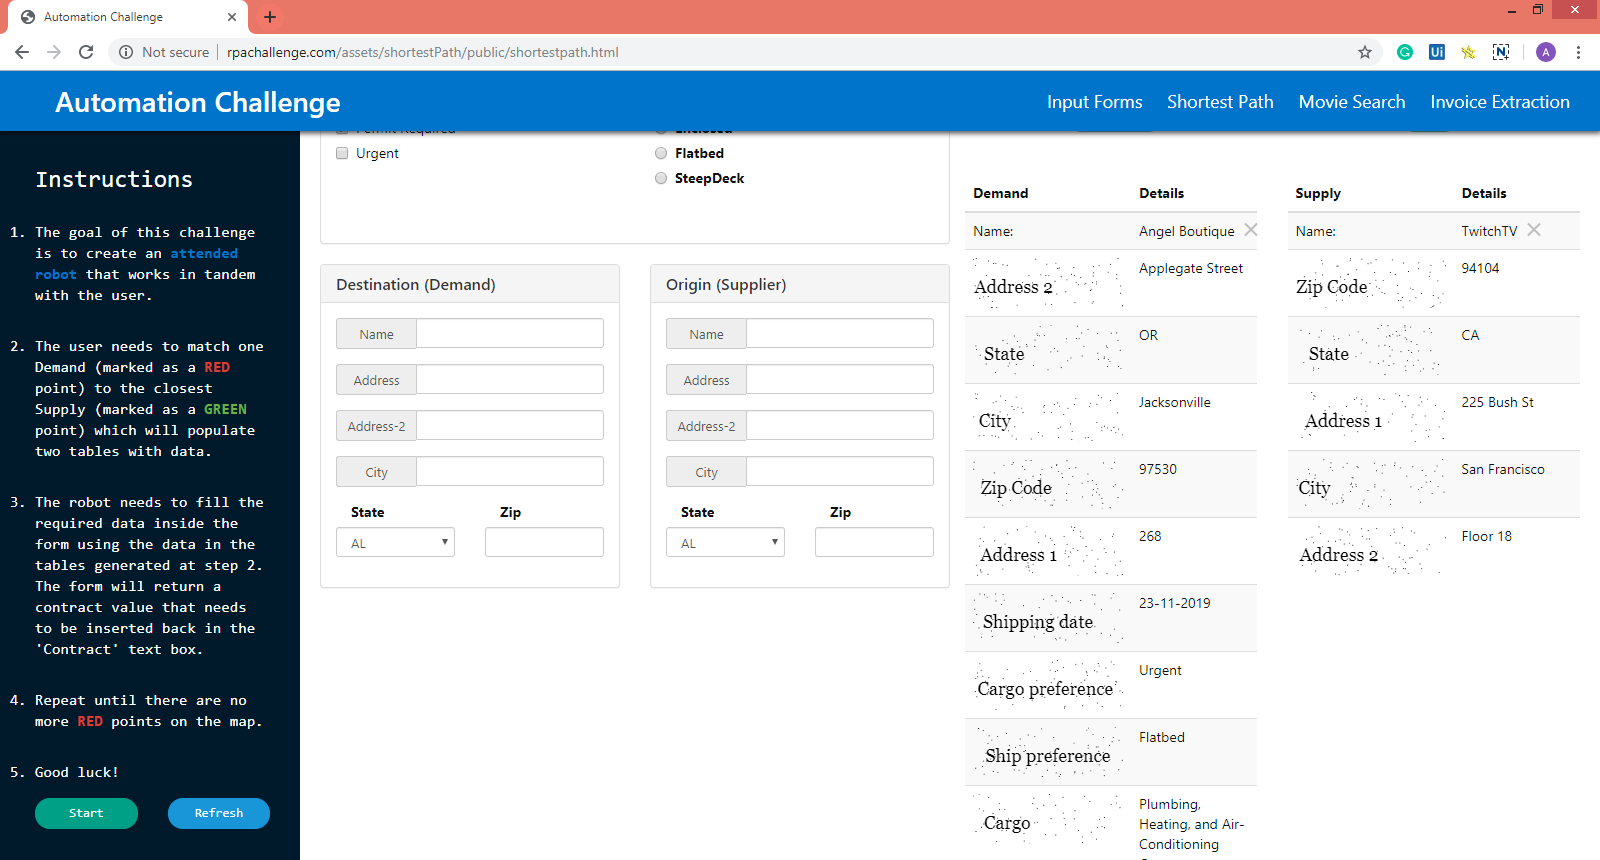 Automation Challenge
Not secure
rpachallenge.com/assets/shortestPath/public/shortestpath.html
A
Automation Challenge
Input Forms
Shortest Path
Movie Search
Invoice Extraction
Instructions
1. The goal of this challenge
is to create an attended
robot that works in tandem
with the user.
2. The user needs to match one
Demand (marked as a RED
point) to the closest
Supply (marked as a GREEN
point) which will populate
two tables with data.
3. The robot needs to fill the
required data inside the
form using the data in the
tables generated at step 2.
The form will return a
contract value that needs
to be inserted back in the
'Contract' text box.
4. Repeat until there are no
more RED points on the map.
5. Good luck!
Start
Refresh
Permit Required
Urgent
Enclosed
Flatbed
SteepDeck
Destination (Demand)
Name
Address
Address-2
City
State
Zip
AL
Origin (Supplier)
Name
Address
Address-2
City
State
Zip
AL
Demand Details
Name: Angel Boutique
Address 2 Applegate Street
State OR
City Jacksonville
Zip Code 97530
Address 1 268
Shipping date 23-11-2019
Cargo preference Urgent
Ship preference Flatbed
Cargo Plumbing,
Heating, and Air-
Conditioning
Supply Details
Name: TwitchTV
Zip Code 94104
State CA
Address 1 225 Bush St
City San Francisco
Address 2 Floor 18